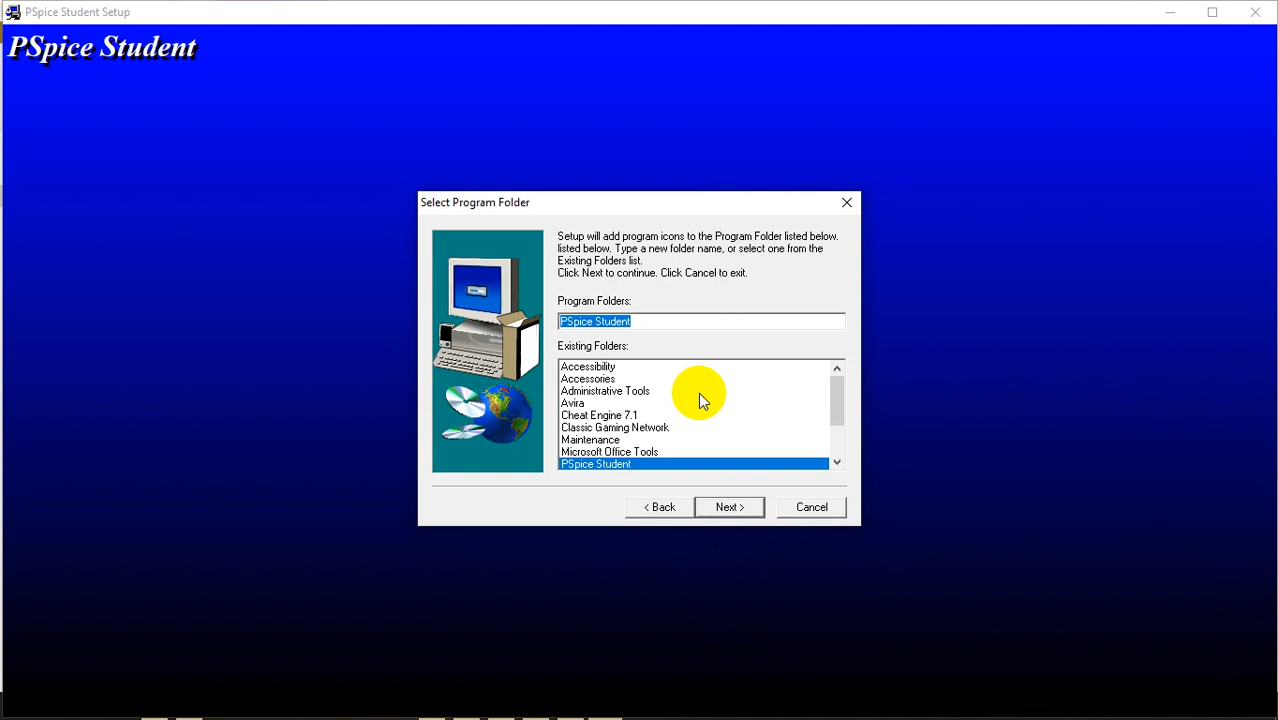 PSpice Student Setup
PSpice Student
Select Program Folder
Setup will add program icons to the Program Folder listed below.
listed below. Type a new folder name, or select one from the
Existing Folders list.
Click Next to continue. Click Cancel to exit.
Program Folders:
PSpice Student
Existing Folders:
Accessibility
Accessories
Administrative Tools
Avira
Cheat Engine 7.1
Classic Gaming Network
Maintenance
Microsoft Office Tools
PSpice Student
< Back Next > Cancel